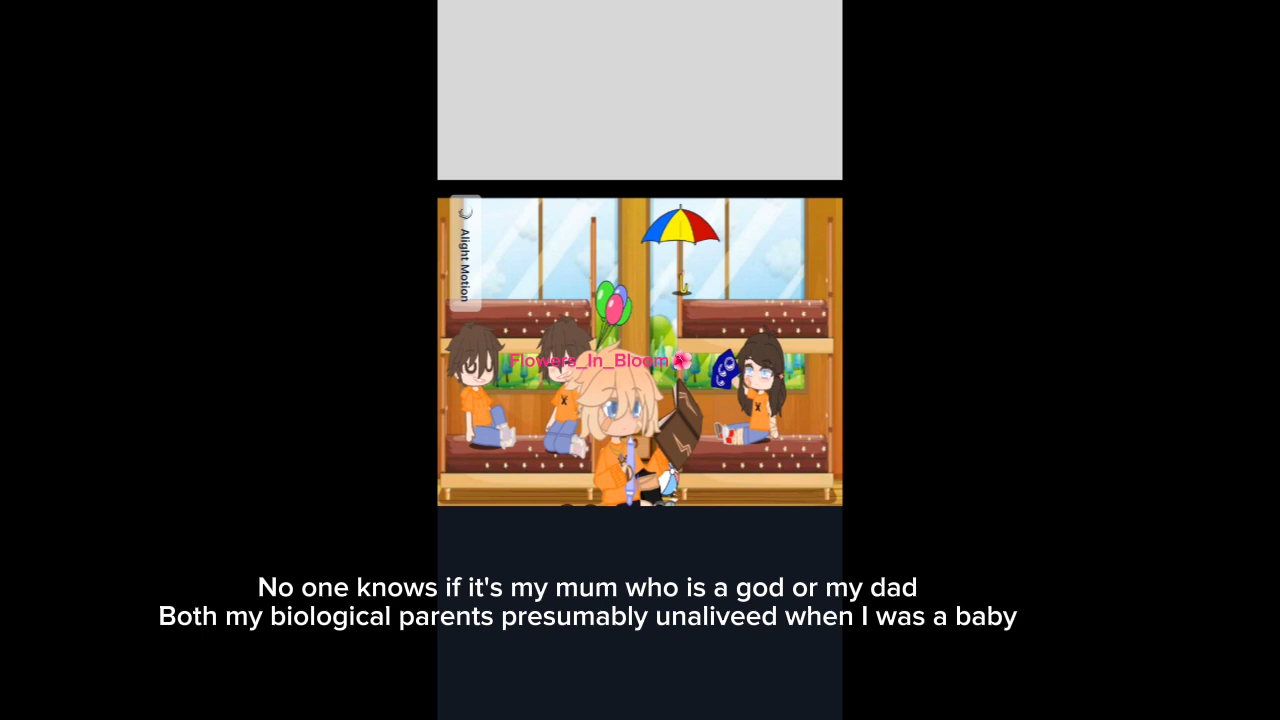 Alight Motion
Flowers_In_Bloom🌺
No one knows if it's my mum who is a god or my dad
Both my biological parents presumably unaliveed when I was a baby